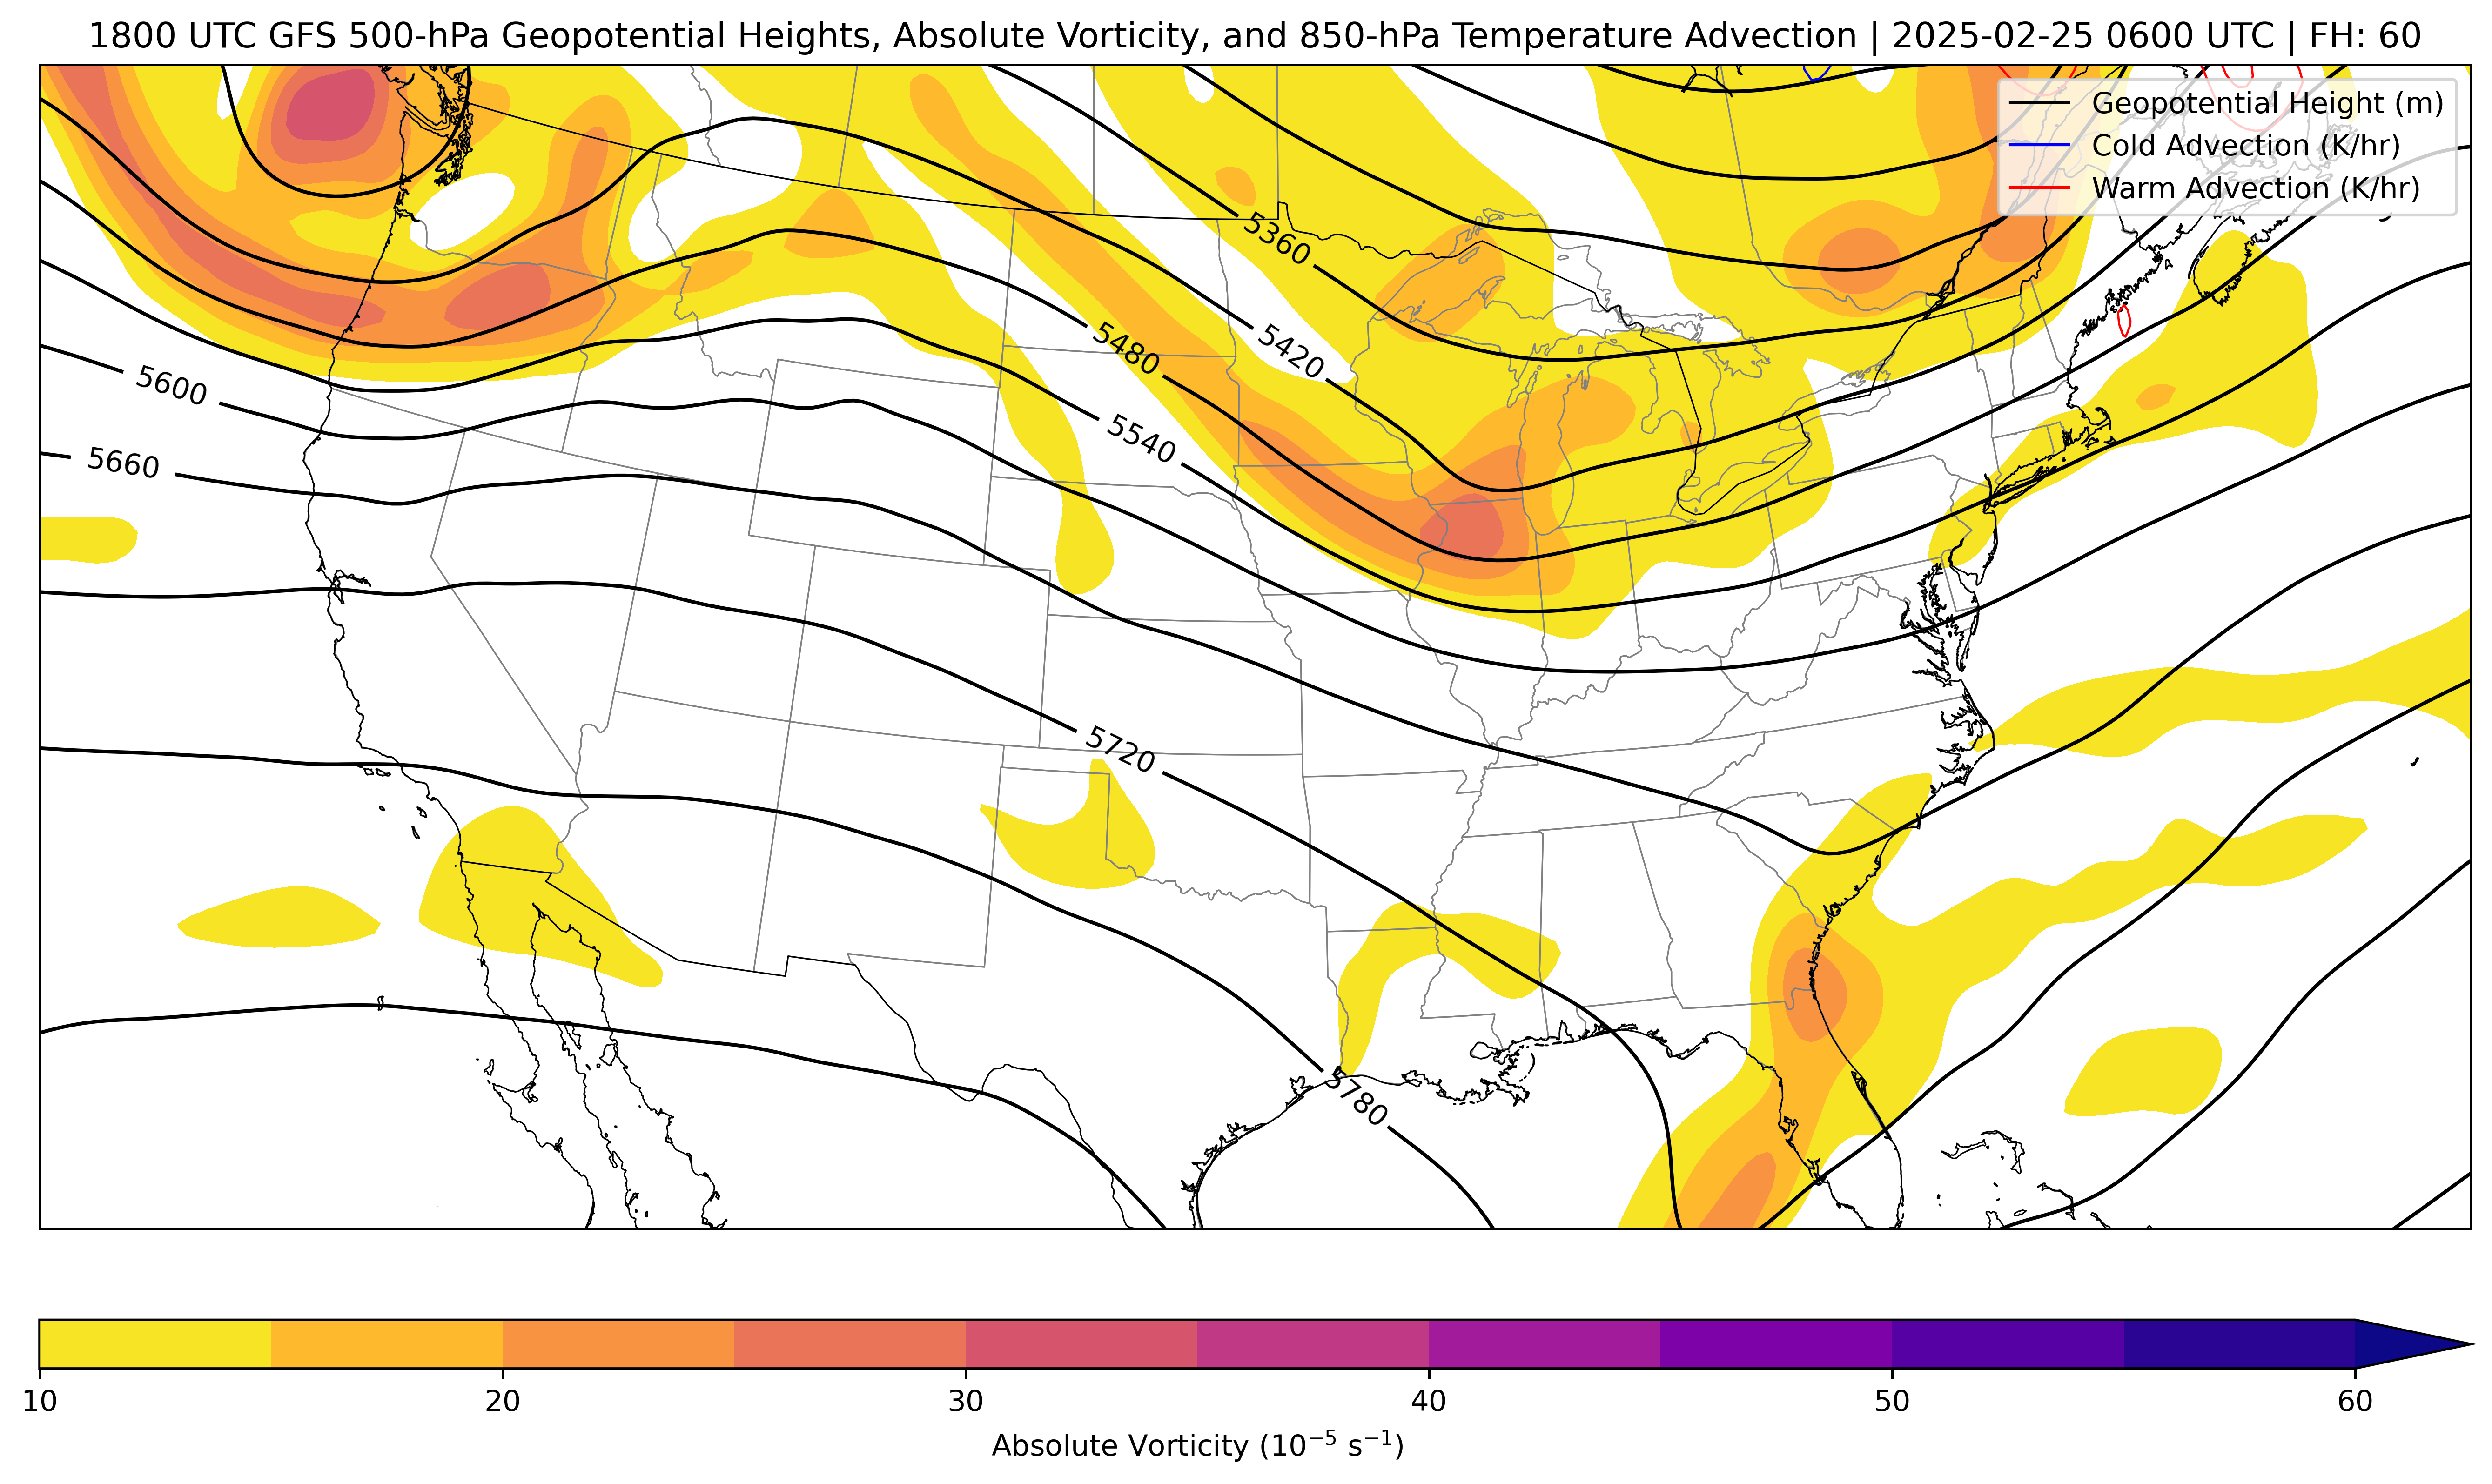 1800 UTC GFS 500-hPa Geopotential Heights, Absolute Vorticity, and 850-hPa Temperature Advection | 2025-02-25 0600 UTC | FH: 60
Geopotential Height (m)
Cold Advection (K/hr)
Warm Advection (K/hr)
5360
5420
5480
5540
5600
5660
5720
5780
10
20
30
40
50
60
Absolute Vorticity (10⁻⁵ s⁻¹)